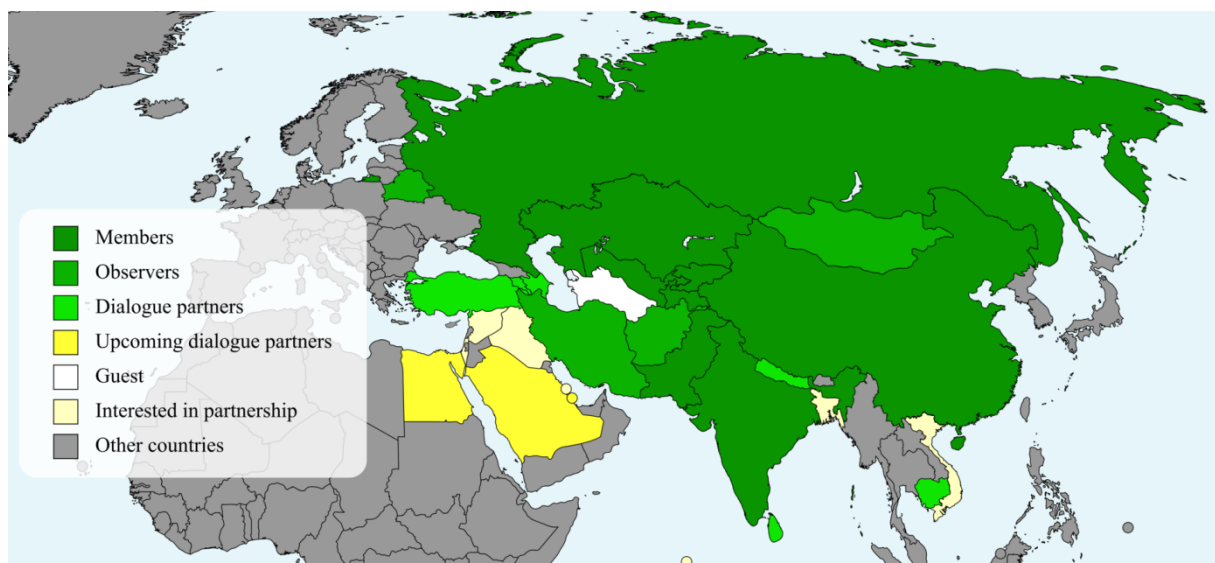 Members
Observers
Dialogue partners
Upcoming dialogue partners
Guest
Interested in partnership
Other countries